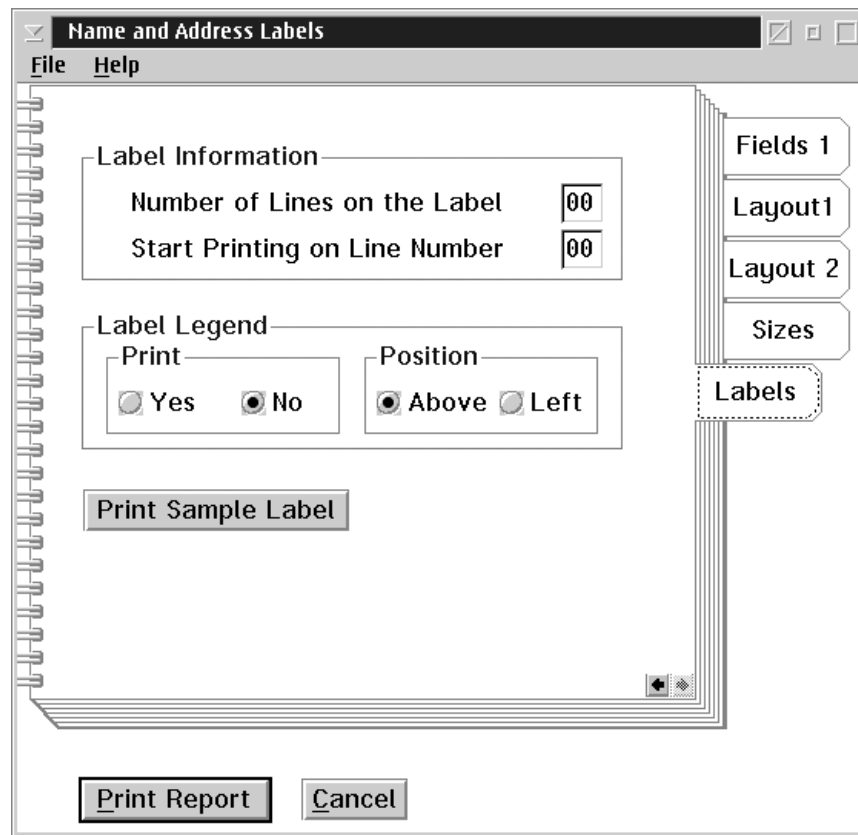 Name and Address Labels
File Help
Label Information
Number of Lines on the Label 00
Start Printing on Line Number 00
Label Legend
Print Position
Yes No Above Left
Print Sample Label
Fields 1
Layout1
Layout 2
Sizes
Labels
Print Report Cancel